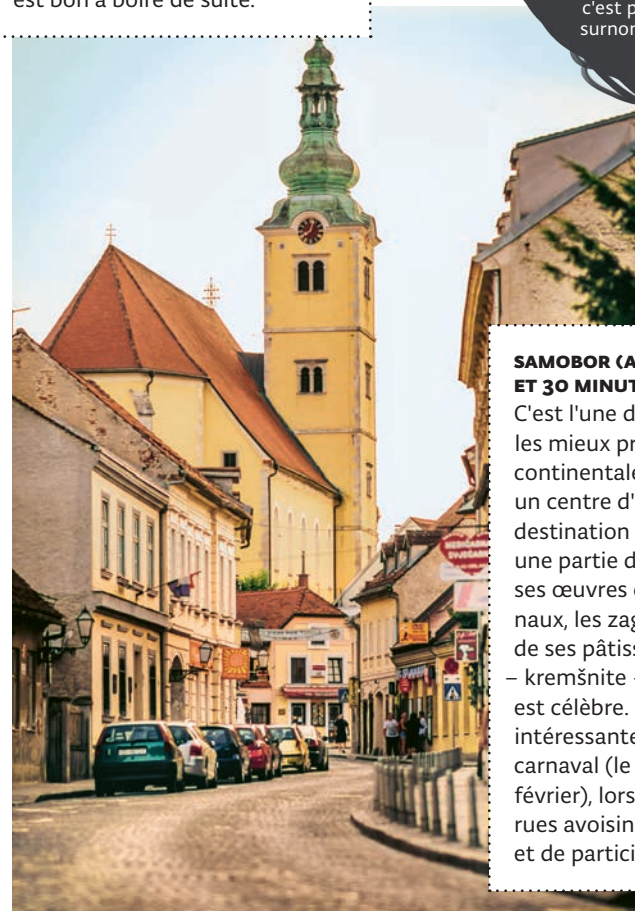 est bon à boire de suite.
c'est p
surnom
SAMOBOR (A
ET 30 MINUT
C'est l'une d
les mieux pr
continentale
un centre d'
destination
une partie d
ses œuvres
naux, les zag
de ses pâtiss
– kremšnite -
est célèbre.
intéressante
carnaval (le
février), lors
rues avoisin
et de partici
MEDIČARNA
SVJEĆARN